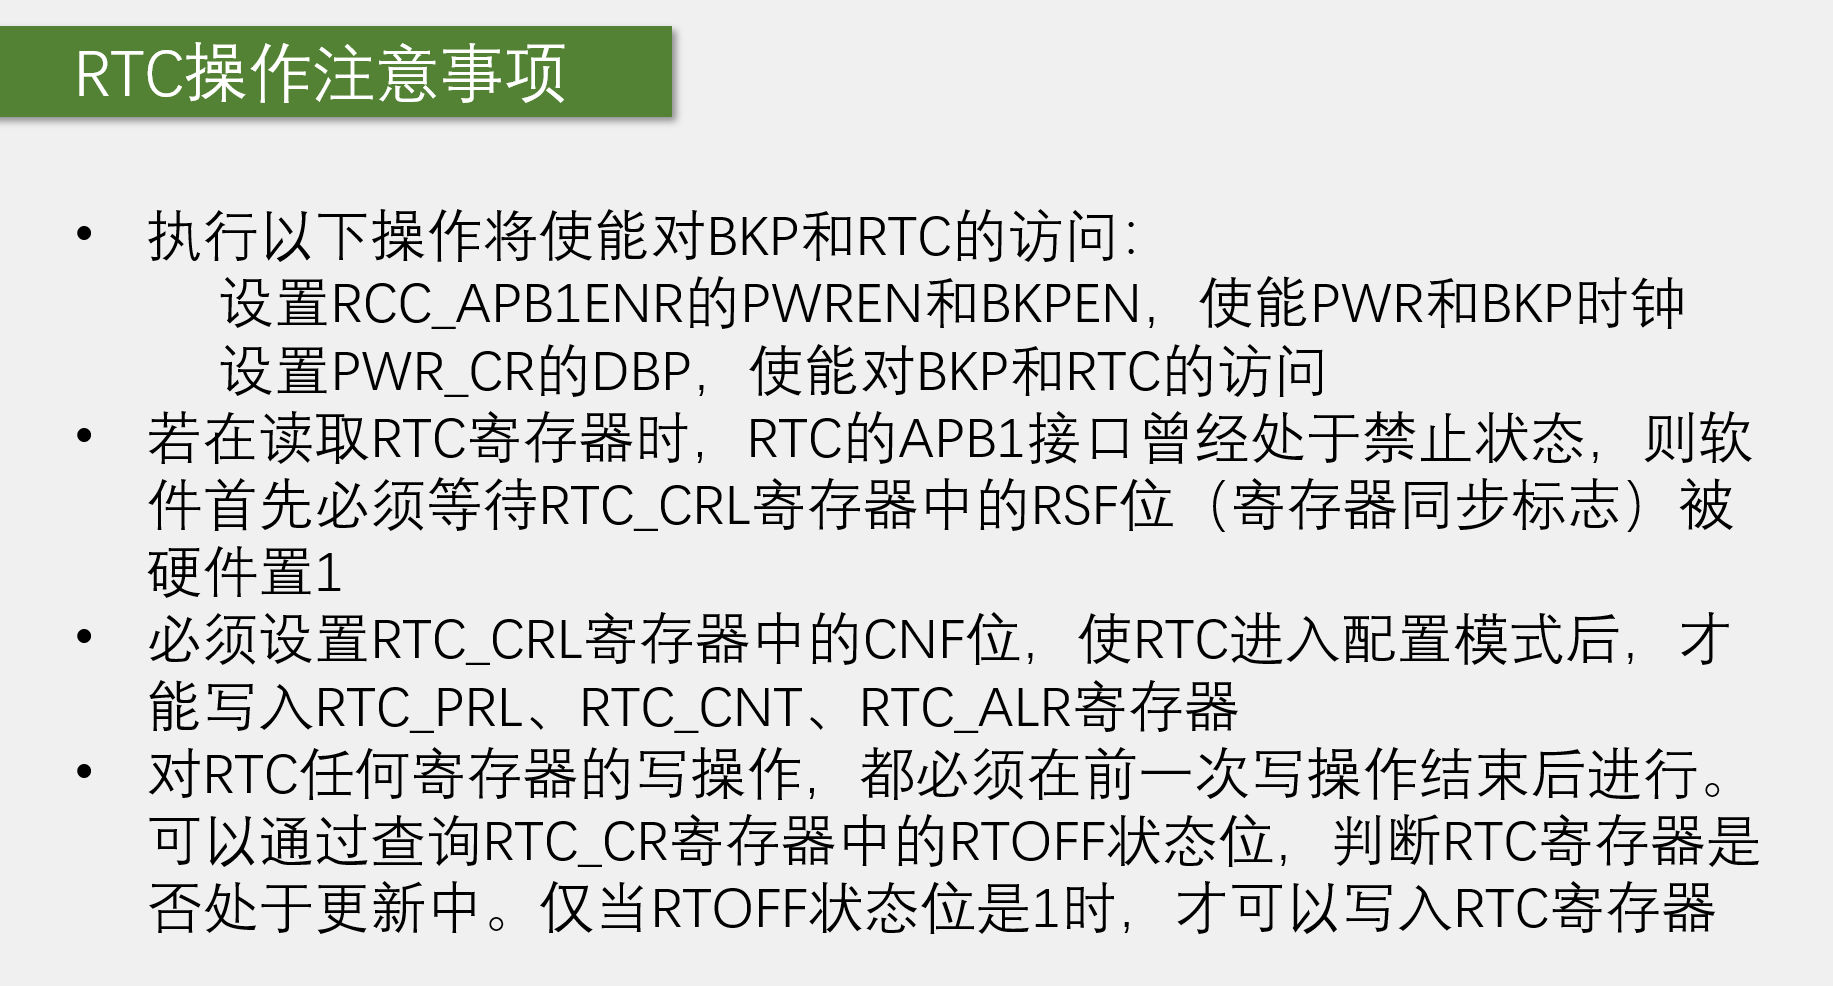 RTC操作注意事项
• 执行以下操作将使能对BKP和RTC的访问：
设置RCC_APB1ENR的PWREN和BKPEN，使能PWR和BKP时钟
设置PWR_CR的DBP，使能对BKP和RTC的访问
• 若在读取RTC寄存器时，RTC的APB1接口曾经处于禁止状态，则软
件首先必须等待RTC_CRL寄存器中的RSF位（寄存器同步标志）被
硬件置1
• 必须设置RTC_CRL寄存器中的CNF位，使RTC进入配置模式后，才
能写入RTC_PRL、RTC_CNT、RTC_ALR寄存器
• 对RTC任何寄存器的写操作，都必须在前一次写操作结束后进行。
可以通过查询RTC_CR寄存器中的RTOFF状态位，判断RTC寄存器是
否处于更新中。仅当RTOFF状态位是1时，才可以写入RTC寄存器